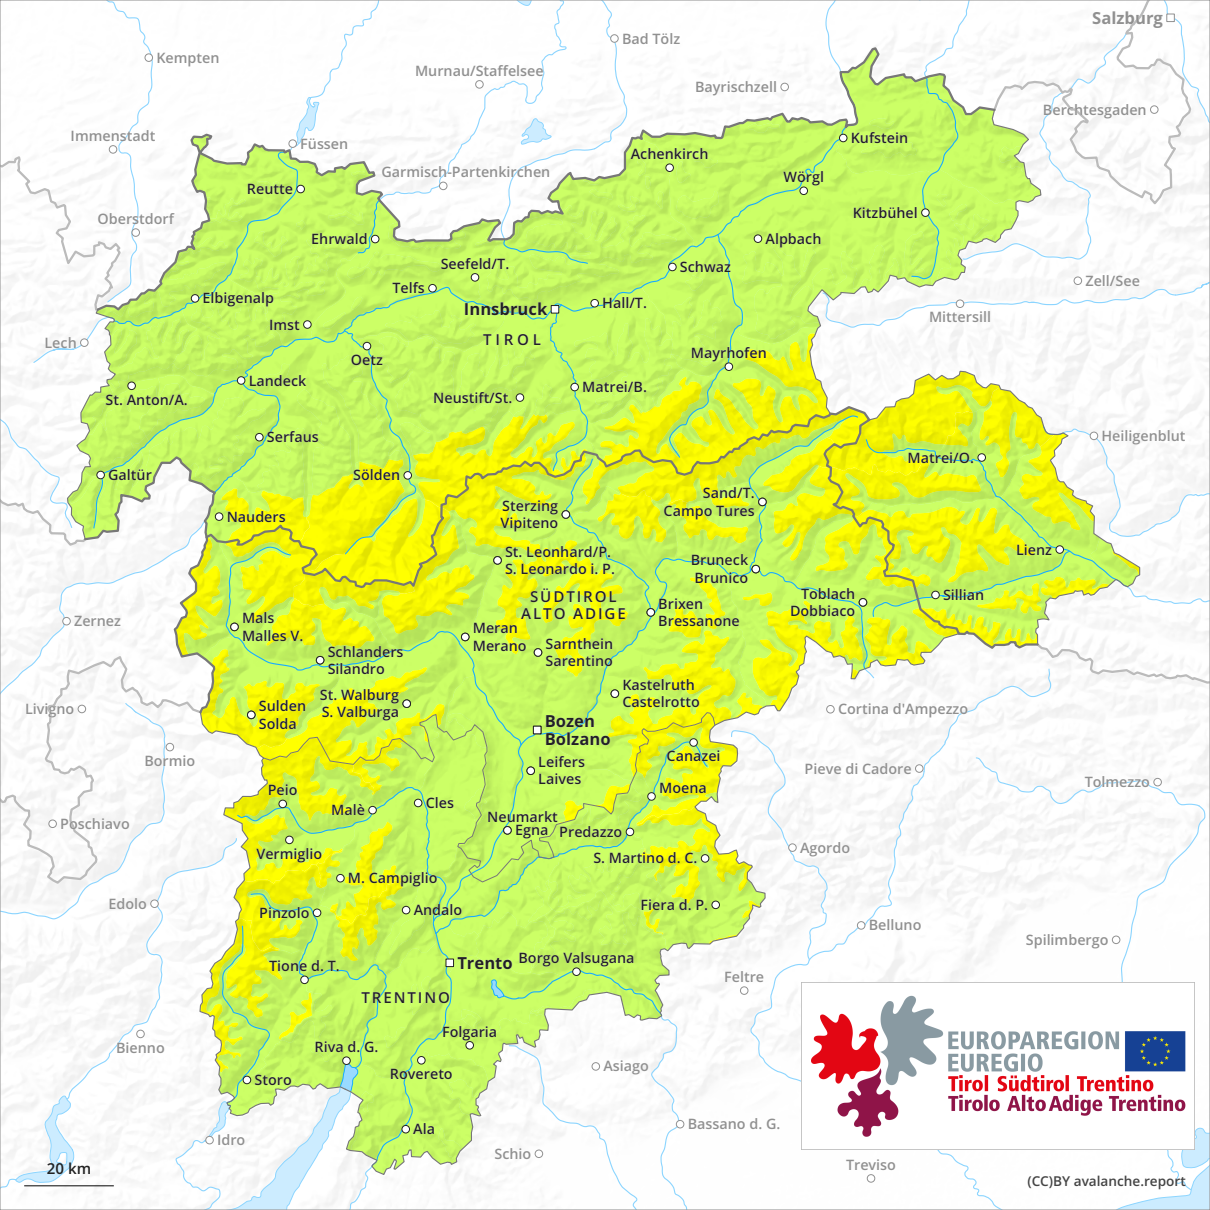 Salzburg
Bad Tölz
Kempten
Murnau/Staffelsee
Bayrischzell
Berchtesgaden
Immenstadt
Füssen
Kufstein
Achenkirch
Garmisch-Partenkirchen
Wörgl
Reutte
Kitzbühel
Oberstdorf
Ehrwald
Alpbach
Seefeld/T.
Schwaz
Zell/See
Telfs
Elbigenalp
Hall/T.
Innsbruck
Mittersill
Imst
TIROL
Lech
Mayrhofen
Oetz
Landeck
Matrei/B.
St. Anton/A.
Neustift/St.
Serfaus
Heiligenblut
Matrei/O.
Galtür
Sölden
Sand/T.
Campo Tures
Sterzing
Vipiteno
Nauders
Lienz
St. Leonhard/P.
S. Leonardo i. P.
Bruneck
Brunico
Toblach
Dobbiaco
Sillian
SÜDTIROL
ALTO ADIGE
Brixen
Bressanone
Zernez
Mals
Malles V.
Meran
Merano
Sarnthein
Sarentino
Schlanders
Silandro
Kastelruth
Castelrotto
St. Walburg
S. Valburga
Sulden
Solda
Livigno
Cortina d'Ampezzo
Bozen
Bolzano
Bormio
Canazei
Leifers
Laives
Pieve di Cadore
Tolmezzo
Peio
Moena
Malè
Cles
Neumarkt
Egna
Predazzo
Poschiavo
Vermiglio
Agordo
S. Martino d. C.
M. Campiglio
Edolo
Pinzolo
Andalo
Fiera d. P.
Belluno
Spilimbergo
Trento
Borgo Valsugana
Tione d. T.
Feltre
TRENTINO
Folgaria
Bienno
Riva d. G.
Rovereto
Storo
Asiago
EUROPAREGION
EUREGIO
Tirol Südtirol Trentino
Tirolo Alto Adige Trentino
Ala
Bassano d. G.
Idro
Schio
Treviso
20 km
(CC)BY avalanche.report